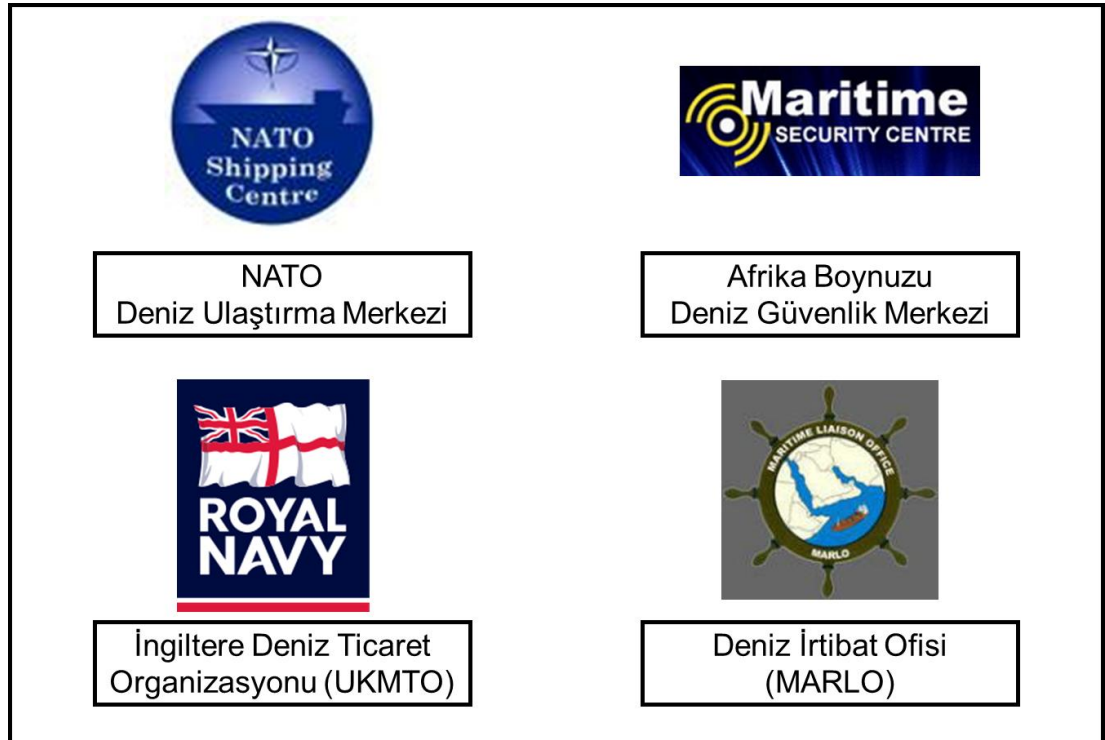 NATO
Shipping
Centre
Maritime
SECURITY CENTRE
NATO
Deniz Ulaştırma Merkezi
Afrika Boynuzu
Deniz Güvenlik Merkezi
ROYAL
NAVY
MARITIME LIAISON OFFICE
MARLO
İngiltere Deniz Ticaret
Organizasyonu (UKMTO)
Deniz İrtibat Ofisi
(MARLO)